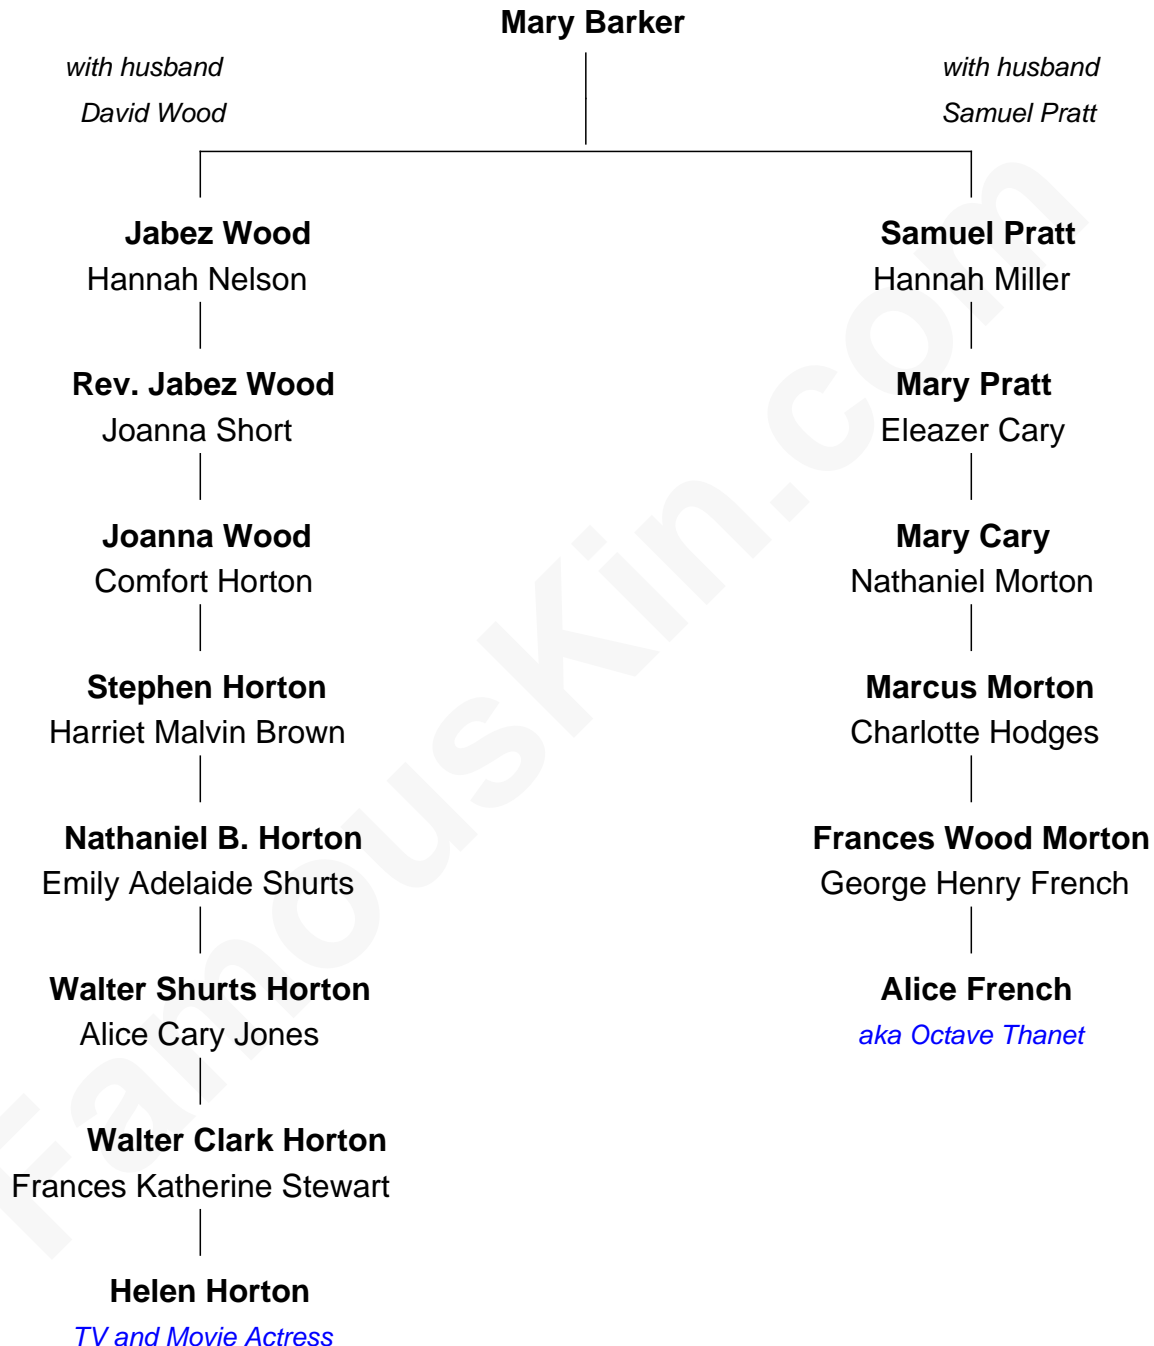 Mary Barker
with husband
David Wood
with husband
Samuel Pratt
Jabez Wood
Hannah Nelson
Samuel Pratt
Hannah Miller
Rev. Jabez Wood
Joanna Short
Mary Pratt
Eleazer Cary
Joanna Wood
Comfort Horton
Mary Cary
Nathaniel Morton
Stephen Horton
Harriet Malvin Brown
Marcus Morton
Charlotte Hodges
Nathaniel B. Horton
Emily Adelaide Shurts
Frances Wood Morton
George Henry French
Walter Shurts Horton
Alice Cary Jones
Alice French
aka Octave Thanet
Walter Clark Horton
Frances Katherine Stewart
Helen Horton
TV and Movie Actress
FamousKin.com